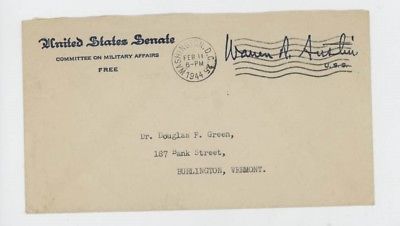 United States Senate
COMMITTEE ON MILITARY AFFAIRS
FREE
WASHINGTON, D.C.
FEB 11
6-PM
1944
Warren R. Austin
U.S.S.
Dr. Douglas P. Green,
187 Bank Street,
BURLINGTON, VERMONT.